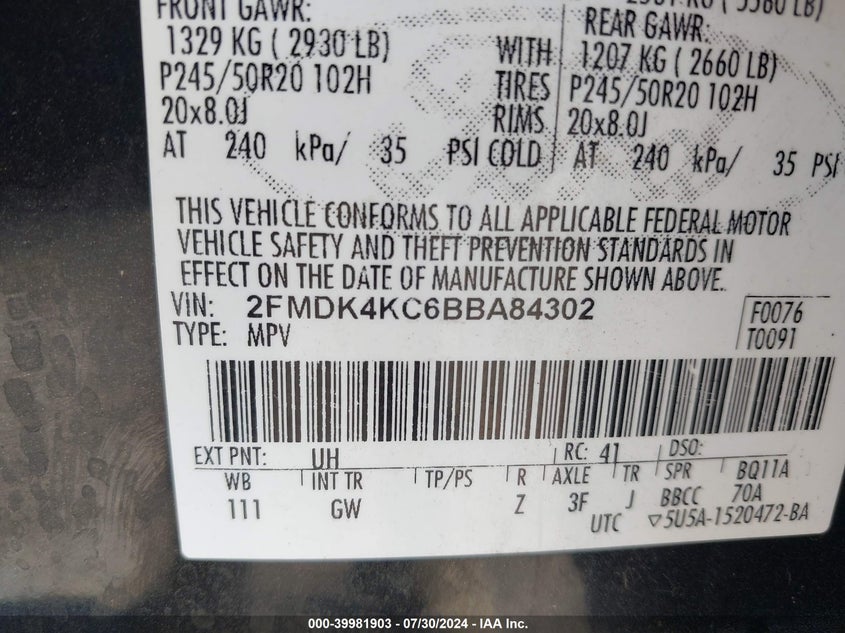 FRONT GAWR:
1329 KG ( 2930 LB)
P245/50R20 102H
20x8.0J
AT 240 kPa/ 35 PSI COLD
WITH
TIRES
RIMS
( 5580 LB)
REAR GAWR:
1207 KG ( 2660 LB)
P245/50R20 102H
20x8.0J
AT 240 kPa/ 35 PSI
THIS VEHICLE CONFORMS TO ALL APPLICABLE FEDERAL MOTOR
VEHICLE SAFETY AND THEFT PREVENTION STANDARDS IN
EFFECT ON THE DATE OF MANUFACTURE SHOWN ABOVE.
VIN: 2FMDK4KC6BBA84302
TYPE: MPV
F0076
T0091
EXT PNT: UH RC: 41 DSO:
WB INT TR TP/PS R AXLE TR SPR BQ11A
111 GW Z 3F J BBCC 70A
UTC ▽5U5A-1520472-BA
000-39981903 - 07/30/2024 - IAA Inc.